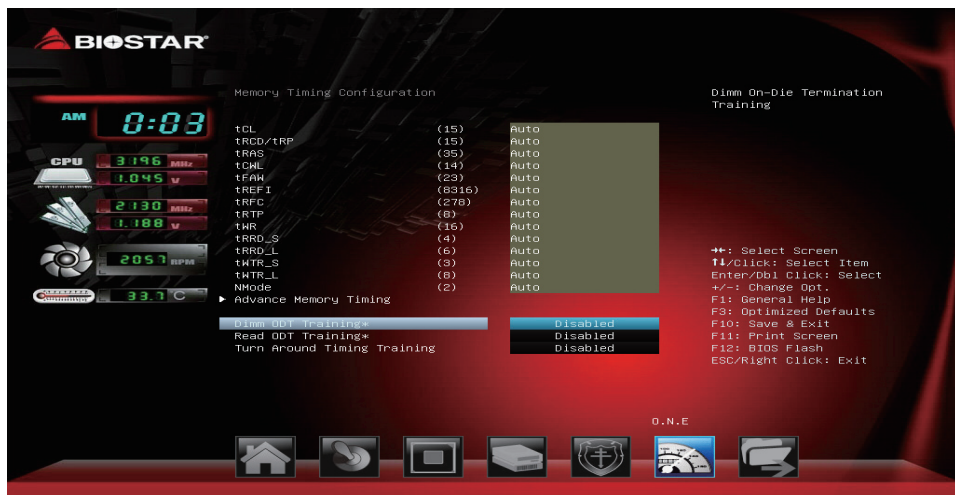 BIOSTAR
Memory Timing Configuration
Dimm On-Die Termination
Training
AM 0:03
CPU 3196 MHz
1.045 V
2130 MHz
1.188 V
2057 RPM
33.7 C
tCL (15) Auto
tRCD/tRP (15) Auto
tRAS (35) Auto
tCWL (14) Auto
tFAW (23) Auto
tREFI (8316) Auto
tRFC (278) Auto
tRTP (8) Auto
tWR (16) Auto
tRRD_S (4) Auto
tRRD_L (6) Auto
tWTR_S (3) Auto
tWTR_L (8) Auto
NMode (2) Auto
Advance Memory Timing
Dimm ODT Training* Disabled
Read ODT Training* Disabled
Turn Around Timing Training Disabled
→←: Select Screen
↑↓/Click: Select Item
Enter/Dbl Click: Select
+/-: Change Opt.
F1: General Help
F3: Optimized Defaults
F10: Save & Exit
F11: Print Screen
F12: BIOS Flash
ESC/Right Click: Exit
O.N.E